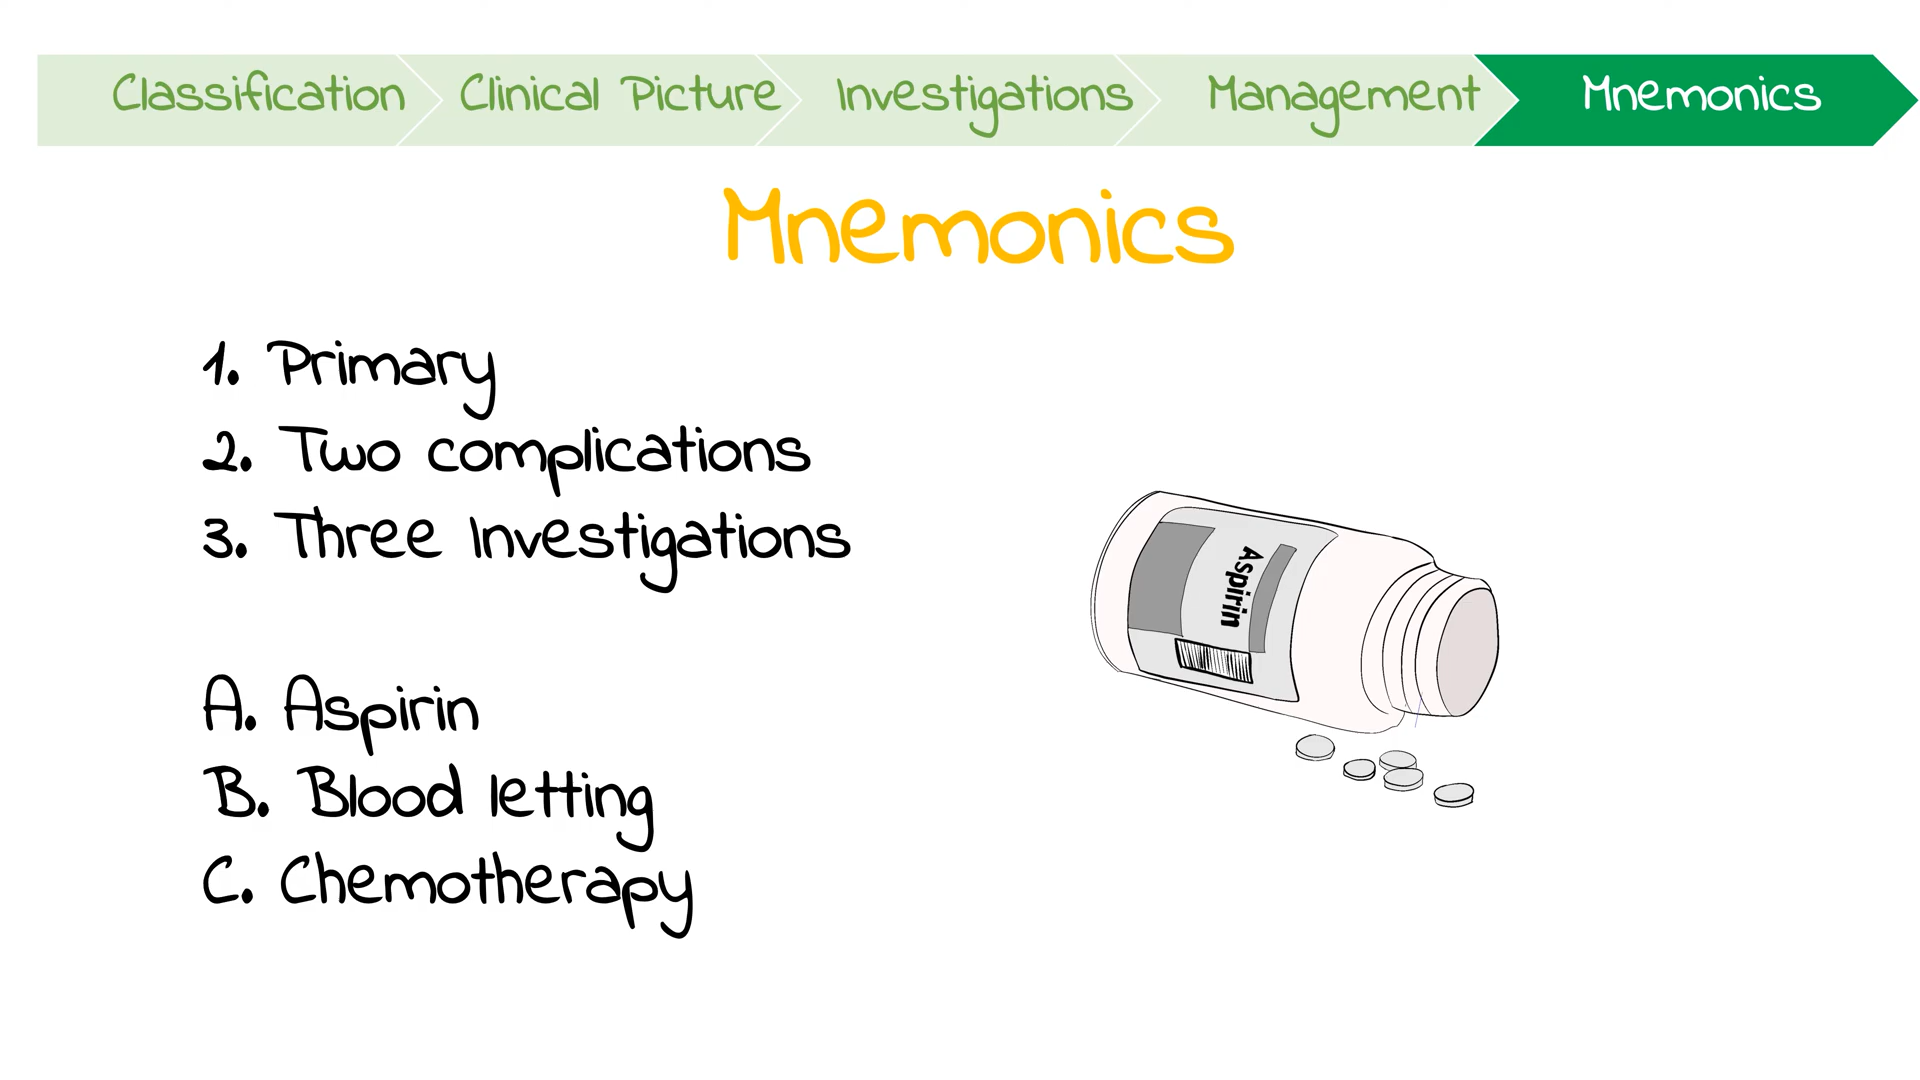 Classification Clinical Picture Investigations Management Mnemonics
Mnemonics
1. Primary
2. Two complications
3. Three Investigations
Aspirin
A. Aspirin
B. Blood letting
C. Chemotherapy